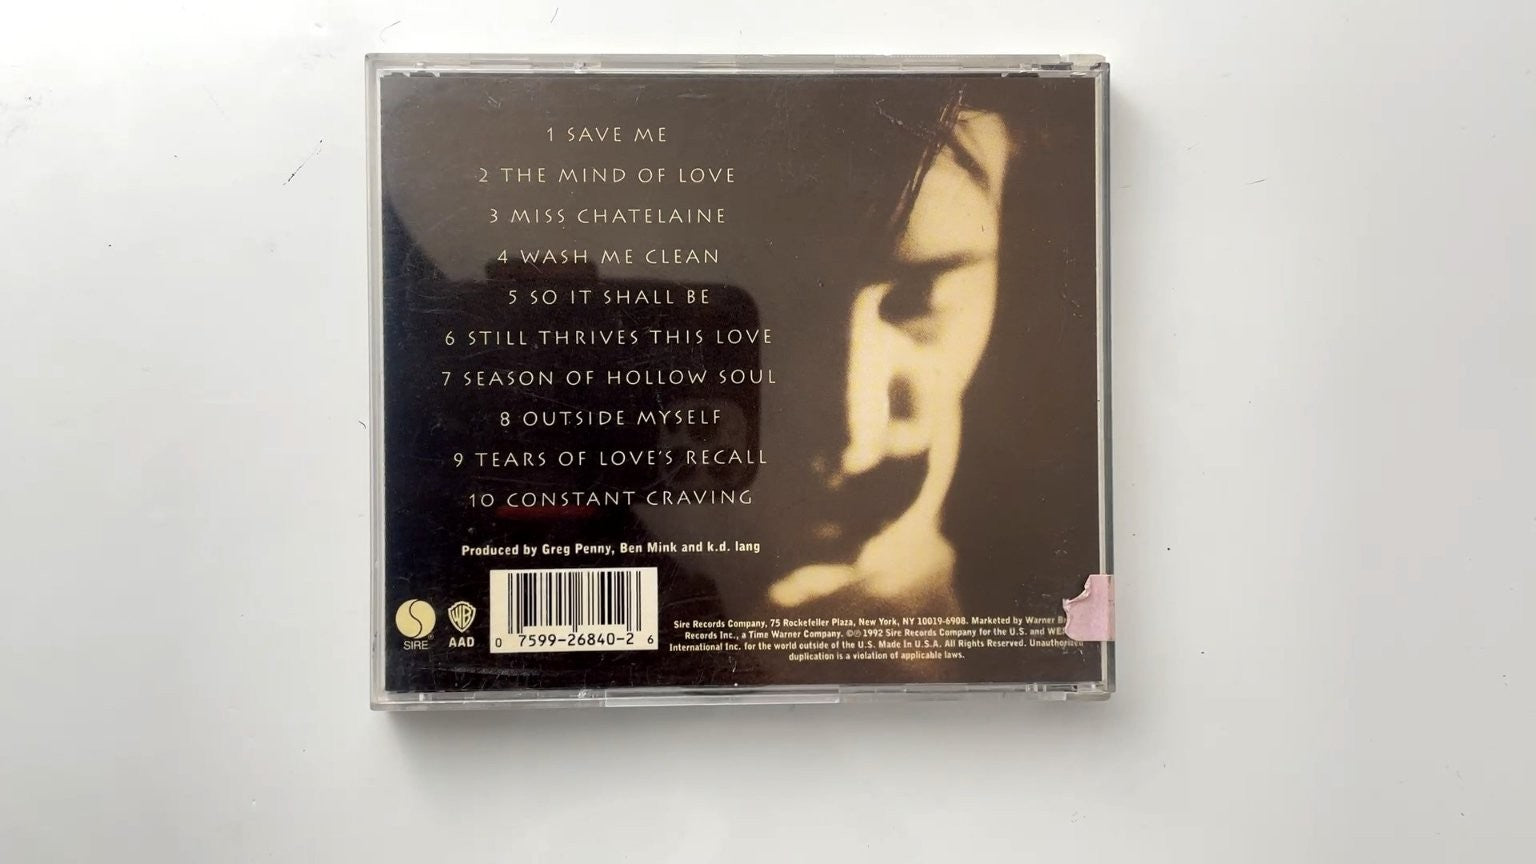 1 SAVE ME
2 THE MIND OF LOVE
3 MISS CHATELAINE
4 WASH ME CLEAN
5 SO IT SHALL BE
6 STILL THRIVES THIS LOVE
7 SEASON OF HOLLOW SOUL
8 OUTSIDE MYSELF
9 TEARS OF LOVE'S RECALL
10 CONSTANT CRAVING
Produced by Greg Penny, Ben Mink and k.d. lang
SIRE®
WB
AAD
0 7599-26840-2 6
Sire Records Company, 75 Rockefeller Plaza, New York, NY 10019-6908. Marketed by Warner
Records Inc., a Time Warner Company. ©℗ 1992 Sire Records Company for the U.S. and
International Inc. for the world outside of the U.S. Made in U.S.A. All Rights Reserved. Unauthorized
duplication is a violation of applicable laws.